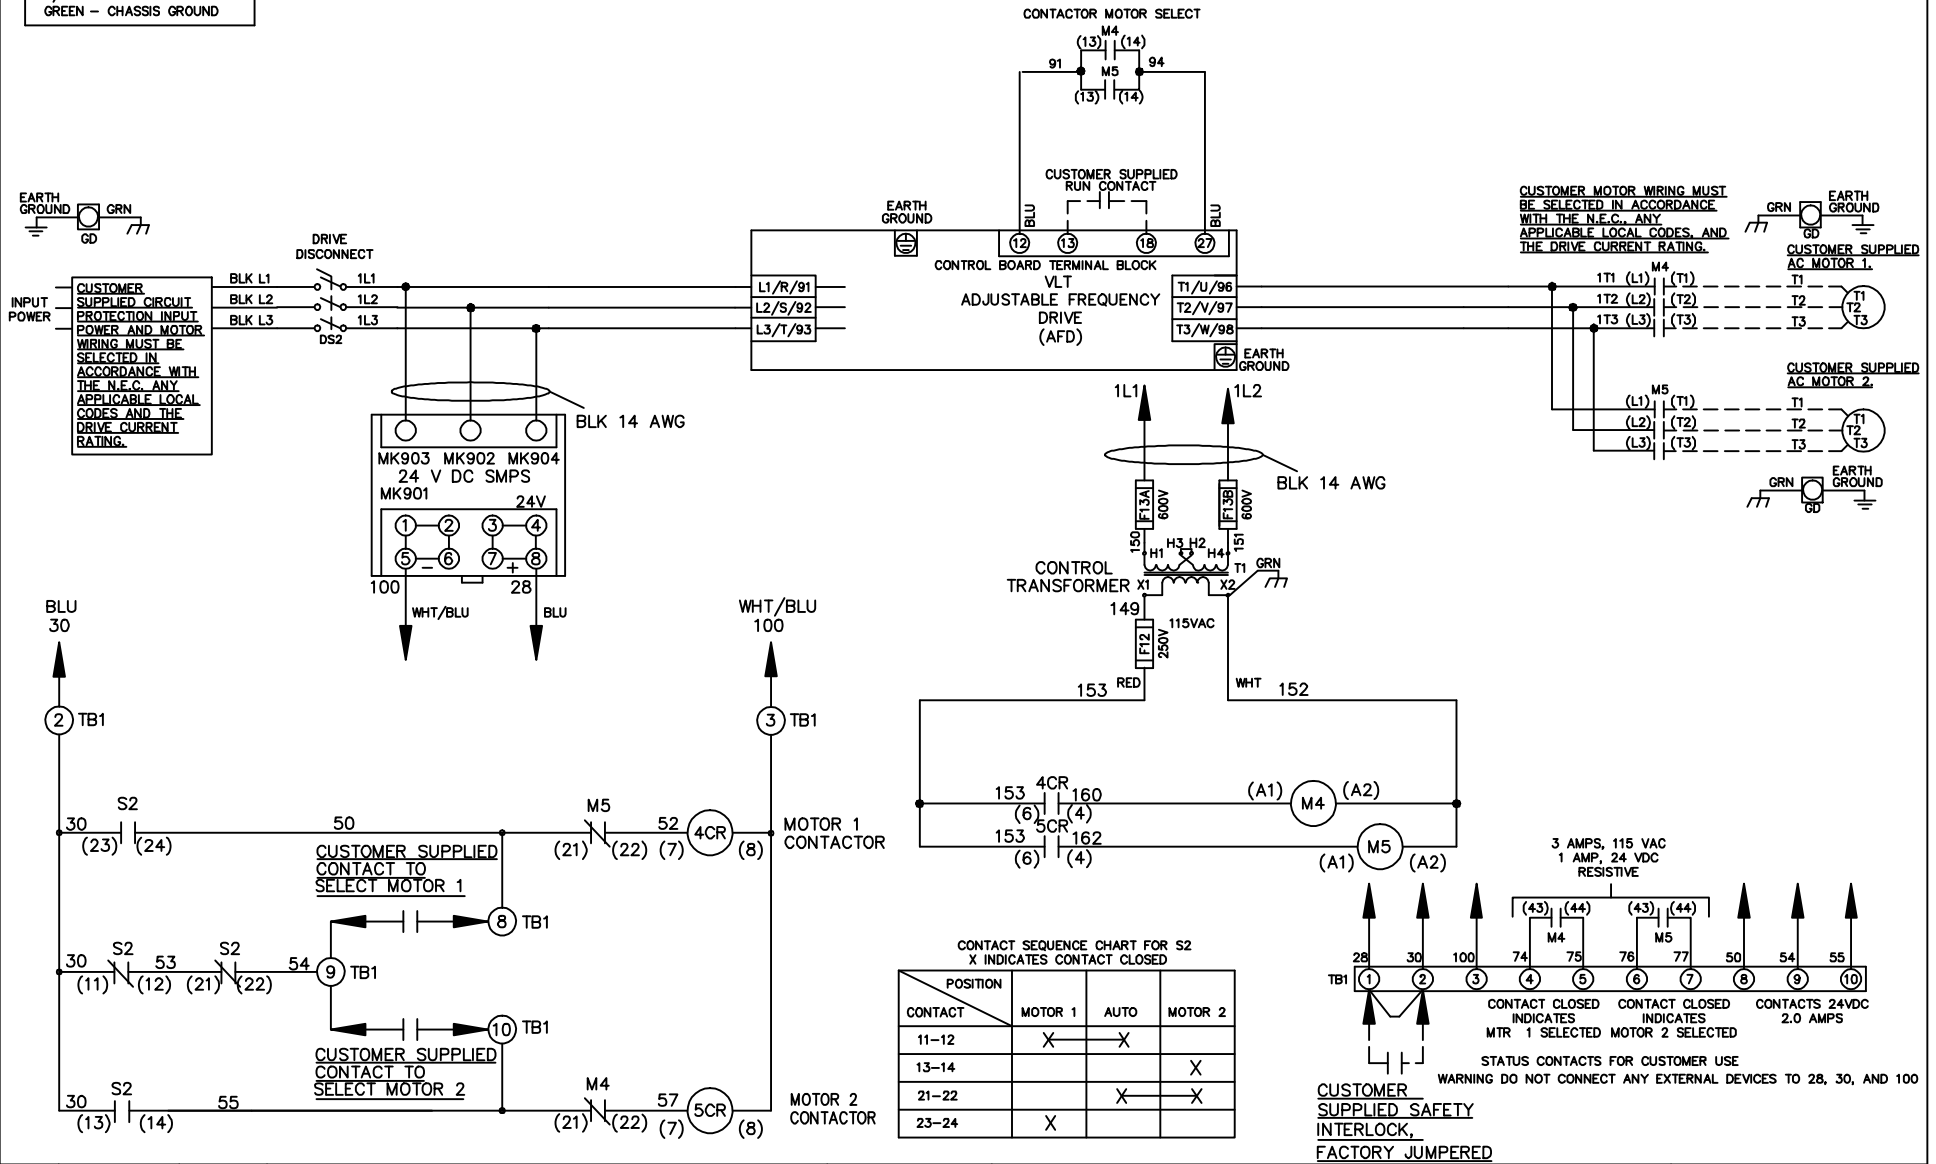 GREEN – CHASSIS GROUND
CONTACTOR MOTOR SELECT
M4
(13) (14)
91
94
M5
(13) (14)
CUSTOMER SUPPLIED
RUN CONTACT
BLU
BLU
EARTH
GROUND
12
13
18
27
CONTROL BOARD TERMINAL BLOCK
VLT
ADJUSTABLE FREQUENCY
DRIVE
(AFD)
L1/R/91
L2/S/92
L3/T/93
T1/U/96
T2/V/97
T3/W/98
EARTH
GROUND
EARTH
GROUND
GRN
GD
DRIVE
DISCONNECT
INPUT
POWER
CUSTOMER
SUPPLIED CIRCUIT
PROTECTION INPUT
POWER AND MOTOR
WIRING MUST BE
SELECTED IN
ACCORDANCE WITH
THE N.E.C. ANY
APPLICABLE LOCAL
CODES AND THE
DRIVE CURRENT
RATING.
BLK L1
1L1
BLK L2
1L2
BLK L3
1L3
DS2
BLK 14 AWG
MK903 MK902 MK904
24 V DC SMPS
MK901
24V
1
2
3
4
5
6
7
8
–
+
100
28
WHT/BLU
BLU
CUSTOMER MOTOR WIRING MUST
BE SELECTED IN ACCORDANCE
WITH THE N.E.C., ANY
APPLICABLE LOCAL CODES, AND
THE DRIVE CURRENT RATING.
EARTH
GROUND
GRN
GD
CUSTOMER SUPPLIED
AC MOTOR 1.
M4
1T1 (L1) (T1) T1
1T2 (L2) (T2) T2
1T3 (L3) (T3) T3
T1
T2
T3
CUSTOMER SUPPLIED
AC MOTOR 2.
M5
(L1) (T1) T1
(L2) (T2) T2
(L3) (T3) T3
T1
T2
T3
EARTH
GROUND
GRN
GD
1L1
1L2
BLK 14 AWG
F13A
600V
F13B
600V
150
151
H1 H3 H2 H4
T1
GRN
CONTROL
TRANSFORMER
X1
X2
149
115VAC
F12
250V
153 RED
WHT 152
153 4CR 160
(6) (4)
(A1) M4 (A2)
153 5CR 162
(6) (4)
(A1) M5 (A2)
BLU
30
WHT/BLU
100
2 TB1
3 TB1
S2
30
(23) (24)
50
M5
(21) (22)
52
(7)
4CR
(8)
MOTOR 1
CONTACTOR
CUSTOMER SUPPLIED
CONTACT TO
SELECT MOTOR 1
8 TB1
S2
30
(11) (12)
53
S2
(21) (22)
54
9 TB1
10 TB1
CUSTOMER SUPPLIED
CONTACT TO
SELECT MOTOR 2
S2
30
(13) (14)
55
M4
(21) (22)
57
(7)
5CR
(8)
MOTOR 2
CONTACTOR
CONTACT SEQUENCE CHART FOR S2
X INDICATES CONTACT CLOSED
POSITION
CONTACT
MOTOR 1
AUTO
MOTOR 2
11–12 X X
13–14 X
21–22 X X
23–24 X
3 AMPS, 115 VAC
1 AMP, 24 VDC
RESISTIVE
(43) (44)
M4
(43) (44)
M5
28 30 100 74 75 76 77 50 54 55
TB1 1 2 3 4 5 6 7 8 9 10
CONTACT CLOSED
INDICATES
MTR 1 SELECTED
CONTACT CLOSED
INDICATES
MOTOR 2 SELECTED
CONTACTS 24VDC
2.0 AMPS
STATUS CONTACTS FOR CUSTOMER USE
WARNING DO NOT CONNECT ANY EXTERNAL DEVICES TO 28, 30, AND 100
CUSTOMER
SUPPLIED SAFETY
INTERLOCK,
FACTORY JUMPERED